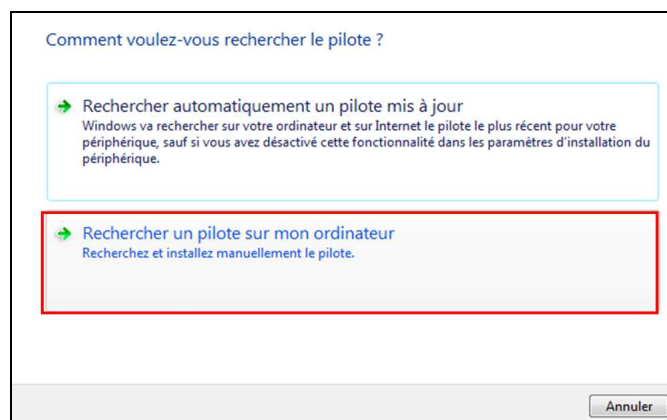 Comment voulez-vous rechercher le pilote ?
Rechercher automatiquement un pilote mis à jour
Windows va rechercher sur votre ordinateur et sur Internet le pilote le plus récent pour votre
périphérique, sauf si vous avez désactivé cette fonctionnalité dans les paramètres d'installation du
périphérique.
Rechercher un pilote sur mon ordinateur
Recherchez et installez manuellement le pilote.
Annuler